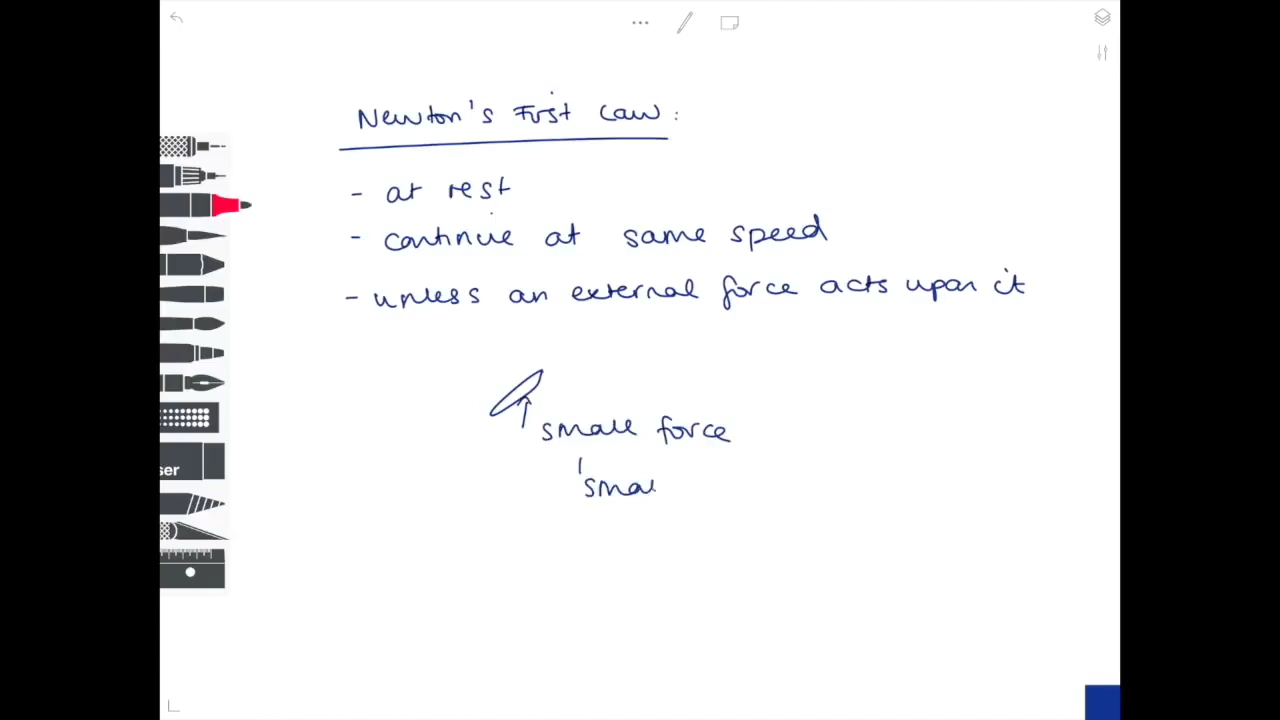 Newton's First Law :
- at rest
- continue at same speed
- unless an external force acts upon it
small force
smal
ser